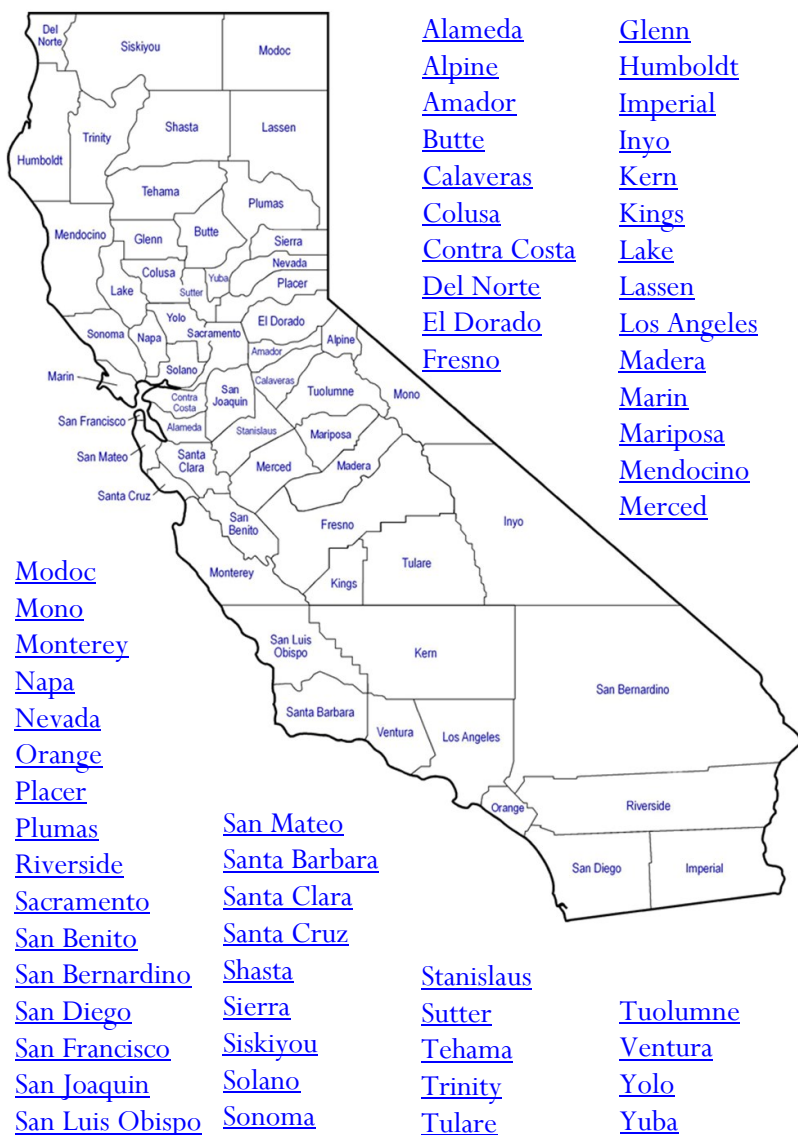 Del
Norte
Siskiyou
Modoc
Trinity
Shasta
Lassen
Humboldt
Tehama
Plumas
Mendocino
Glenn
Butte
Sierra
Nevada
Placer
Colusa
Lake
Sutter
Yuba
Yolo
Sonoma
Napa
Sacramento
El Dorado
Alpine
Amador
Solano
Marin
Calaveras
Tuolumne
Mono
San
Joaquin
Contra
Costa
San Francisco
Alameda
Stanislaus
Mariposa
San Mateo
Santa
Clara
Merced
Madera
Santa Cruz
San
Benito
Fresno
Inyo
Monterey
Kings
Tulare
San Luis
Obispo
Kern
San Bernardino
Santa Barbara
Ventura
Los Angeles
Orange
Riverside
San Diego
Imperial
Alameda
Alpine
Amador
Butte
Calaveras
Colusa
Contra Costa
Del Norte
El Dorado
Fresno
Glenn
Humboldt
Imperial
Inyo
Kern
Kings
Lake
Lassen
Los Angeles
Madera
Marin
Mariposa
Mendocino
Merced
Modoc
Mono
Monterey
Napa
Nevada
Orange
Placer
Plumas
Riverside
Sacramento
San Benito
San Bernardino
San Diego
San Francisco
San Joaquin
San Luis Obispo
San Mateo
Santa Barbara
Santa Clara
Santa Cruz
Shasta
Sierra
Siskiyou
Solano
Sonoma
Stanislaus
Sutter
Tehama
Trinity
Tulare
Tuolumne
Ventura
Yolo
Yuba